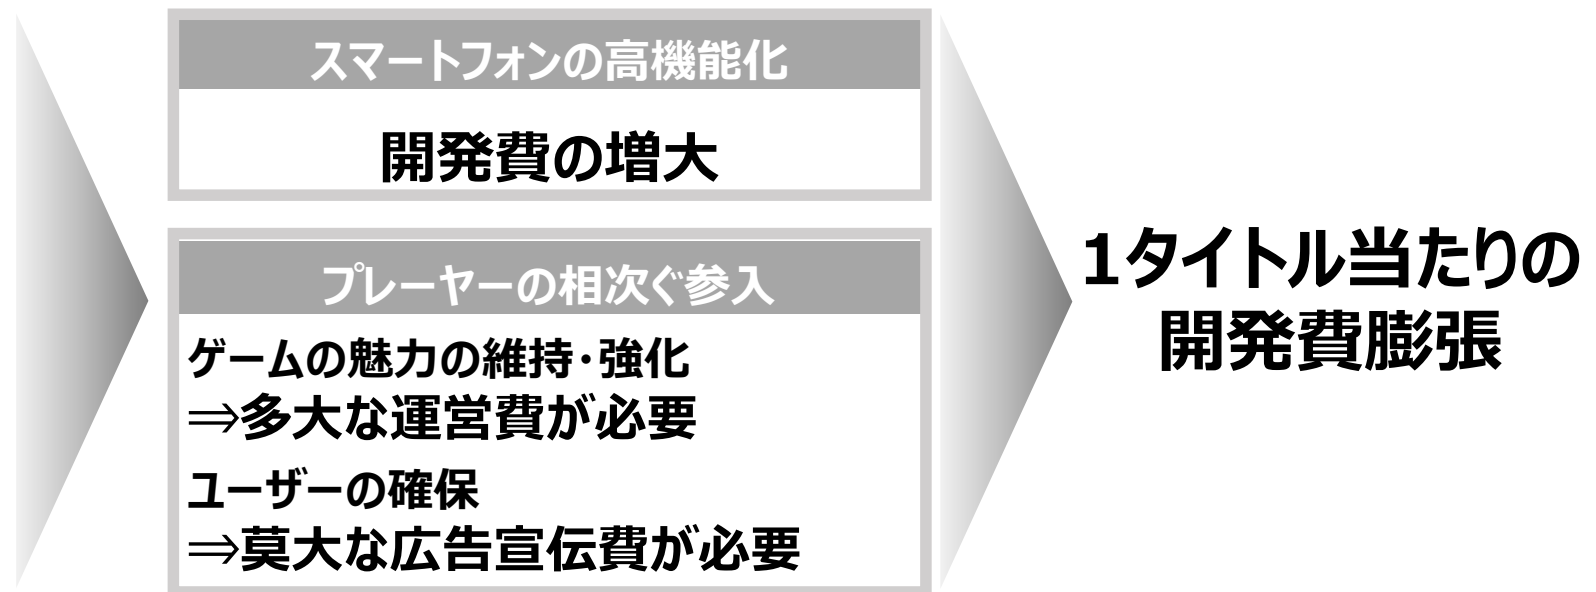 スマートフォンの高機能化
開発費の増大
プレーヤーの相次ぐ参入
ゲームの魅力の維持・強化
⇒多大な運営費が必要
ユーザーの確保
⇒莫大な広告宣伝費が必要
1タイトル当たりの
開発費膨張